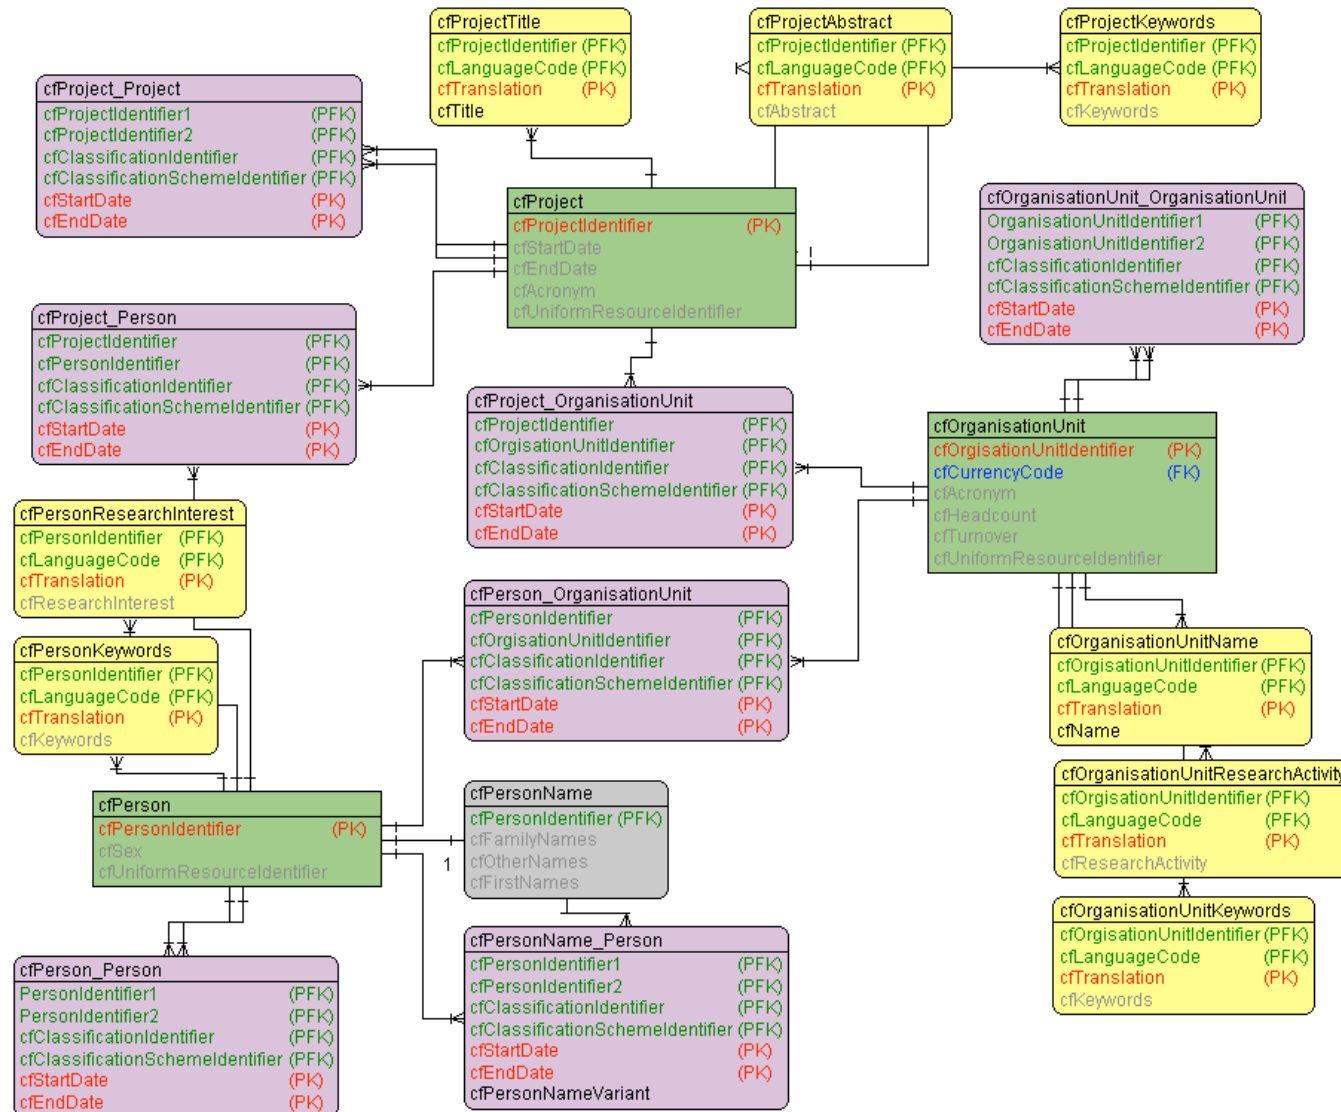 cfProjectTitle
cfProjectIdentifier (PFK)
cfLanguageCode (PFK)
cfTranslation (PK)
cfTitle
cfProjectAbstract
cfProjectIdentifier (PFK)
cfLanguageCode (PFK)
cfTranslation (PK)
cfAbstract
cfProjectKeywords
cfProjectIdentifier (PFK)
cfLanguageCode (PFK)
cfTranslation (PK)
cfKeywords
cfProject_Project
cfProjectIdentifier1 (PFK)
cfProjectIdentifier2 (PFK)
cfClassificationIdentifier (PFK)
cfClassificationSchemeIdentifier (PFK)
cfStartDate (PK)
cfEndDate (PK)
cfProject
cfProjectIdentifier (PK)
cfStartDate
cfEndDate
cfAcronym
cfUniformResourceIdentifier
cfOrganisationUnit_OrganisationUnit
OrganisationUnitIdentifier1 (PFK)
OrganisationUnitIdentifier2 (PFK)
cfClassificationIdentifier (PFK)
cfClassificationSchemeIdentifier (PFK)
cfStartDate (PK)
cfEndDate (PK)
cfProject_Person
cfProjectIdentifier (PFK)
cfPersonIdentifier (PFK)
cfClassificationIdentifier (PFK)
cfClassificationSchemeIdentifier (PFK)
cfStartDate (PK)
cfEndDate (PK)
cfProject_OrganisationUnit
cfProjectIdentifier (PFK)
cfOrgisationUnitIdentifier (PFK)
cfClassificationIdentifier (PFK)
cfClassificationSchemeIdentifier (PFK)
cfStartDate (PK)
cfEndDate (PK)
cfOrganisationUnit
cfOrgisationUnitIdentifier (PK)
cfCurrencyCode (FK)
cfAcronym
cfHeadcount
cfTurnover
cfUniformResourceIdentifier
cfPersonResearchInterest
cfPersonIdentifier (PFK)
cfLanguageCode (PFK)
cfTranslation (PK)
cfResearchInterest
cfPersonKeywords
cfPersonIdentifier (PFK)
cfLanguageCode (PFK)
cfTranslation (PK)
cfKeywords
cfPerson_OrganisationUnit
cfPersonIdentifier (PFK)
cfOrgisationUnitIdentifier (PFK)
cfClassificationIdentifier (PFK)
cfClassificationSchemeIdentifier (PFK)
cfStartDate (PK)
cfEndDate (PK)
cfOrganisationUnitName
cfOrgisationUnitIdentifier (PFK)
cfLanguageCode (PFK)
cfTranslation (PK)
cfName
cfOrganisationUnitResearchActivity
cfOrgisationUnitIdentifier (PFK)
cfLanguageCode (PFK)
cfTranslation (PK)
cfResearchActivity
cfOrganisationUnitKeywords
cfOrgisationUnitIdentifier (PFK)
cfLanguageCode (PFK)
cfTranslation (PK)
cfKeywords
cfPerson
cfPersonIdentifier (PK)
cfSex
cfUniformResourceIdentifier
1
cfPersonName
cfPersonIdentifier (PFK)
cfFamilyNames
cfOtherNames
cfFirstNames
cfPerson_Person
PersonIdentifier1 (PFK)
PersonIdentifier2 (PFK)
cfClassificationIdentifier (PFK)
cfClassificationSchemeIdentifier (PFK)
cfStartDate (PK)
cfEndDate (PK)
cfPersonName_Person
cfPersonIdentifier1 (PFK)
cfPersonIdentifier2 (PFK)
cfClassificationIdentifier (PFK)
cfClassificationSchemeIdentifier (PFK)
cfStartDate (PK)
cfEndDate (PK)
cfPersonNameVariant